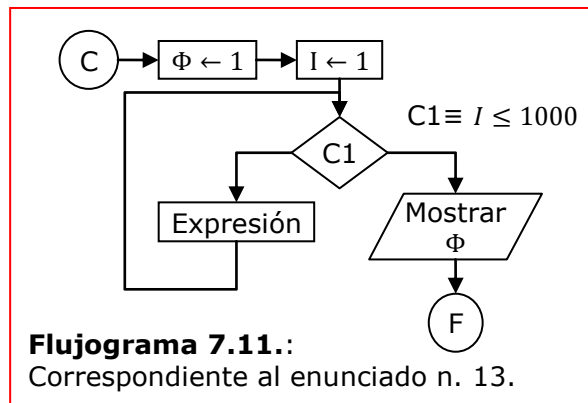 C
Φ ← 1
I ← 1
C1≡ I ≤ 1000
C1
Expresión
Mostrar
Φ
F
Flujograma 7.11.:
Correspondiente al enunciado n. 13.